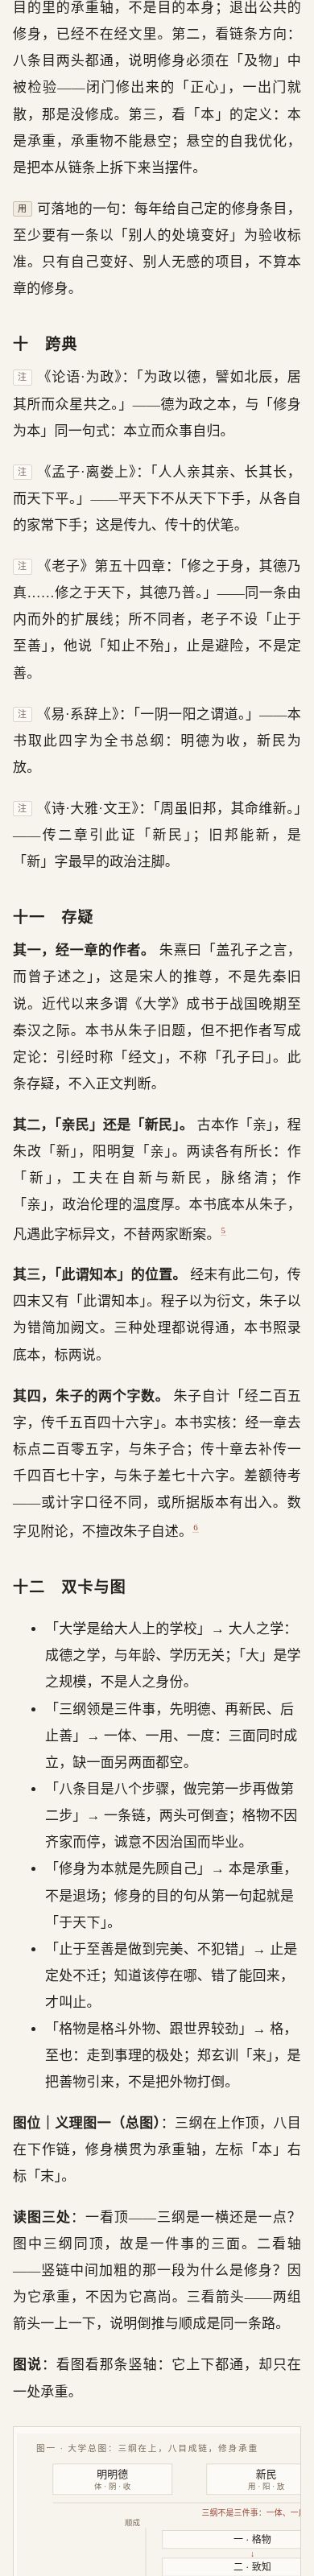 目的里的承重轴，不是目的本身；退出公共的
修身，已经不在经文里。第二，看链条方向：
八条目两头都通，说明修身必须在「及物」中
被检验——闭门修出来的「正心」，一出门就
散，那是没修成。第三，看「本」的定义：本
是承重，承重物不能悬空；悬空的自我优化，
是把本从链条上拆下来当摆件。
用 可落地的一句：每年给自己定的修身条目，
至少要有一条以「别人的处境变好」为验收标
准。只有自己变好、别人无感的项目，不算本
章的修身。
十　跨典
注 《论语·为政》：「为政以德，譬如北辰，居
其所而众星共之。」——德为政之本，与「修身
为本」同一句式：本立而众事自归。
注 《孟子·离娄上》：「人人亲其亲、长其长，
而天下平。」——平天下不从天下下手，从各自
的家常下手；这是传九、传十的伏笔。
注 《老子》第五十四章：「修之于身，其德乃
真……修之于天下，其德乃普。」——同一条由
内而外的扩展线；所不同者，老子不设「止于
至善」，他说「知止不殆」，止是避险，不是定
善。
注 《易·系辞上》：「一阴一阳之谓道。」——本
书取此四字为全书总纲：明德为收，新民为
放。
注 《诗·大雅·文王》：「周虽旧邦，其命维新。」
——传二章引此证「新民」；旧邦能新，是
「新」字最早的政治注脚。
十一　存疑
其一，经一章的作者。 朱熹曰「盖孔子之言，
而曾子述之」，这是宋人的推尊，不是先秦旧
说。近代以来多谓《大学》成书于战国晚期至
秦汉之际。本书从朱子旧题，但不把作者写成
定论：引经时称「经文」，不称「孔子曰」。此
条存疑，不入正文判断。
其二，「亲民」还是「新民」。 古本作「亲」，程
朱改「新」，阳明复「亲」。两读各有所长：作
「新」，工夫在自新与新民，脉络清；作
「亲」，政治伦理的温度厚。本书底本从朱子，
凡遇此字标异文，不替两家断案。5
其三，「此谓知本」的位置。 经末有此二句，传
四末又有「此谓知本」。程子以为衍文，朱子以
为错简加阙文。三种处理都说得通，本书照录
底本，标两说。
其四，朱子的两个字数。 朱子自计「经二百五
字，传千五百四十六字」。本书实核：经一章去
标点二百零五字，与朱子合；传十章去补传一
千四百七十字，与朱子差七十六字。差额待考
——或计字口径不同，或所据版本有出入。数
字见附论，不擅改朱子自述。6
十二　双卡与图
• 「大学是给大人上的学校」→ 大人之学：
成德之学，与年龄、学历无关；「大」是学
之规模，不是人之身份。
• 「三纲领是三件事，先明德、再新民、后
止善」→ 一体、一用、一度：三面同时成
立，缺一面另两面都空。
• 「八条目是八个步骤，做完第一步再做第
二步」→ 一条链，两头可倒查；格物不因
齐家而停，诚意不因治国而毕业。
• 「修身为本就是先顾自己」→ 本是承重，
不是退场；修身的目的句从第一句起就是
「于天下」。
• 「止于至善是做到完美、不犯错」→ 止是
定处不迁；知道该停在哪、错了能回来，
才叫止。
• 「格物是格斗外物、跟世界较劲」→ 格，
至也：走到事理的极处；郑玄训「来」，是
把善物引来，不是把外物打倒。
图位｜义理图一（总图）：三纲在上作顶，八目
在下作链，修身横贯为承重轴，左标「本」右
标「末」。
读图三处：一看顶——三纲是一横还是一点？
图中三纲同顶，故是一件事的三面。二看轴
——竖链中间加粗的那一段为什么是修身？因
为它承重，不因为它高尚。三看箭头——两组
箭头一上一下，说明倒推与顺成是同一条路。
图说：看图看那条竖轴：它上下都通，却只在
一处承重。
图一 · 大学总图：三纲在上，八目成链，修身承重
明明德
体 · 阴 · 收
新民
用 · 阳 · 放
三纲不是三件事：一体、一
顺成
一 · 格物
↓
二 · 致知